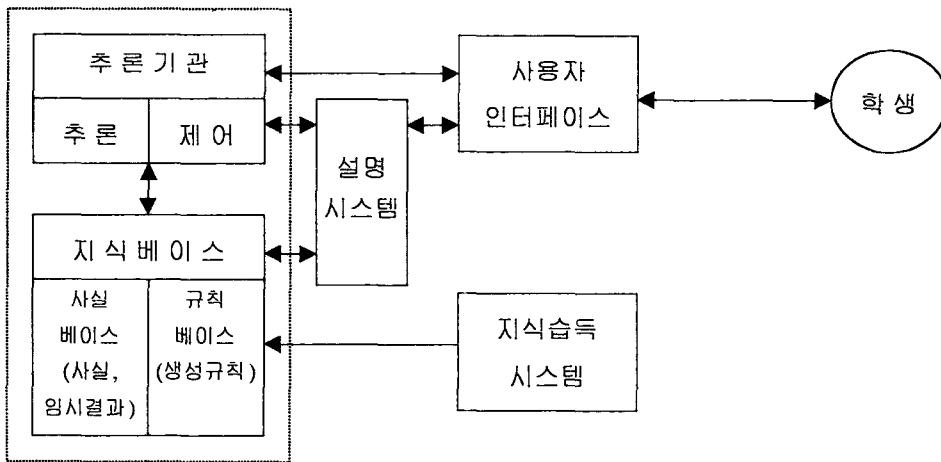 추론기관
추론
제어
사용자
인터페이스
학생
설명
시스템
지식베이스
사실
베이스
(사실,
임시결과)
규칙
베이스
(생성규칙)
지식습득
시스템